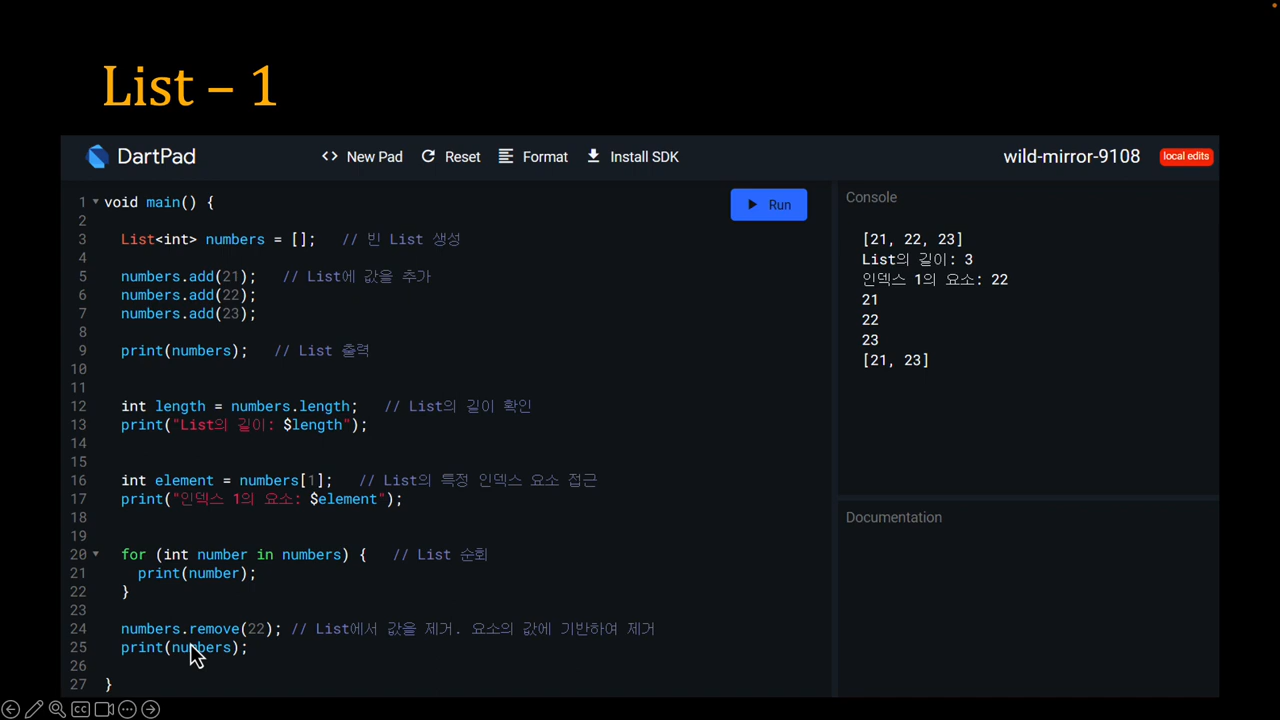 List – 1
DartPad
<> New Pad
Reset
Format
Install SDK
wild-mirror-9108
local edits
Run
1 void main() {
2
3 List<int> numbers = []; // 빈 List 생성
4
5 numbers.add(21); // List에 값을 추가
6 numbers.add(22);
7 numbers.add(23);
8
9 print(numbers); // List 출력
10
11
12 int length = numbers.length; // List의 길이 확인
13 print("List의 길이: $length");
14
15
16 int element = numbers[1]; // List의 특정 인덱스 요소 접근
17 print("인덱스 1의 요소: $element");
18
19
20 for (int number in numbers) { // List 순회
21 print(number);
22 }
23
24 numbers.remove(22); // List에서 값을 제거. 요소의 값에 기반하여 제거
25 print(numbers);
26
27 }
Console
[21, 22, 23]
List의 길이: 3
인덱스 1의 요소: 22
21
22
23
[21, 23]
Documentation
CC